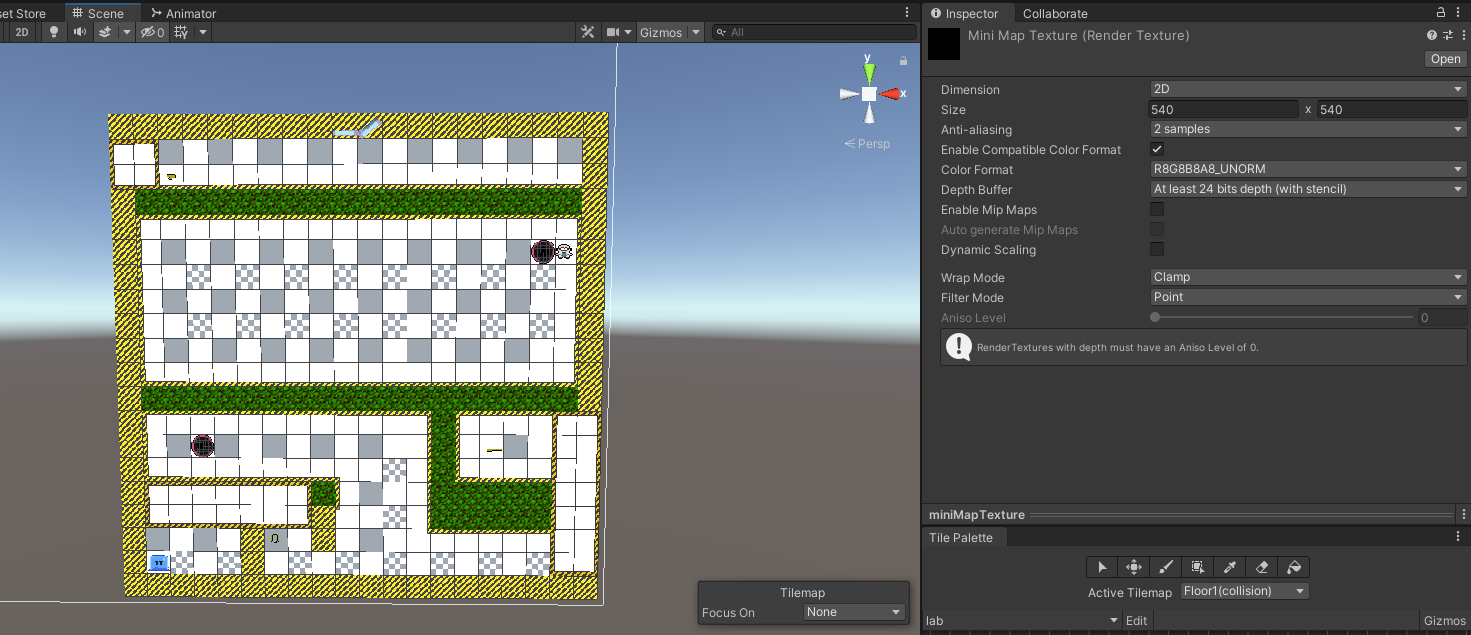 set Store
Scene
Animator
2D
0
Gizmos
All
y
x
Persp
Tilemap
Focus On
None
Inspector
Collaborate
Mini Map Texture (Render Texture)
Open
Dimension
2D
Size
540
x
540
Anti-aliasing
2 samples
Enable Compatible Color Format
Color Format
R8G8B8A8_UNORM
Depth Buffer
At least 24 bits depth (with stencil)
Enable Mip Maps
Auto generate Mip Maps
Dynamic Scaling
Wrap Mode
Clamp
Filter Mode
Point
Aniso Level
0
RenderTextures with depth must have an Aniso Level of 0.
miniMapTexture
Tile Palette
Active Tilemap
Floor1(collision)
lab
Edit
Gizmos